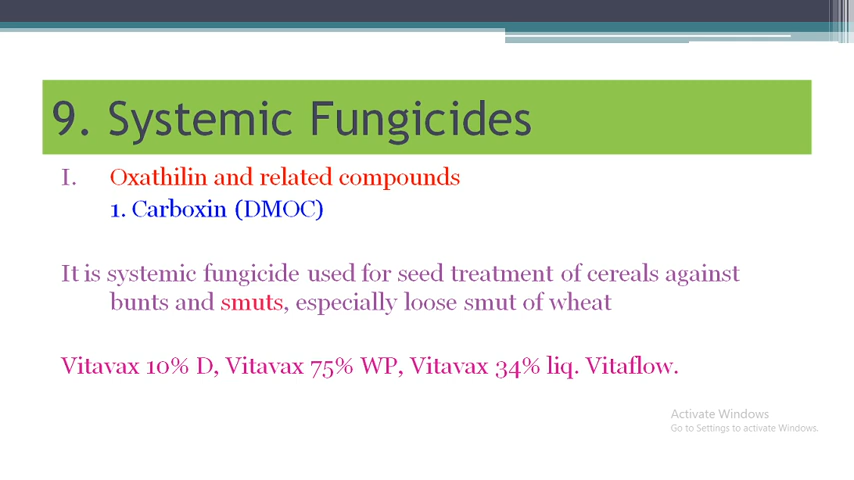 9. Systemic Fungicides
I. Oxathilin and related compounds
1. Carboxin (DMOC)
It is systemic fungicide used for seed treatment of cereals against
bunts and smuts, especially loose smut of wheat
Vitavax 10% D, Vitavax 75% WP, Vitavax 34% liq. Vitaflow.
Activate Windows
Go to Settings to activate Windows.